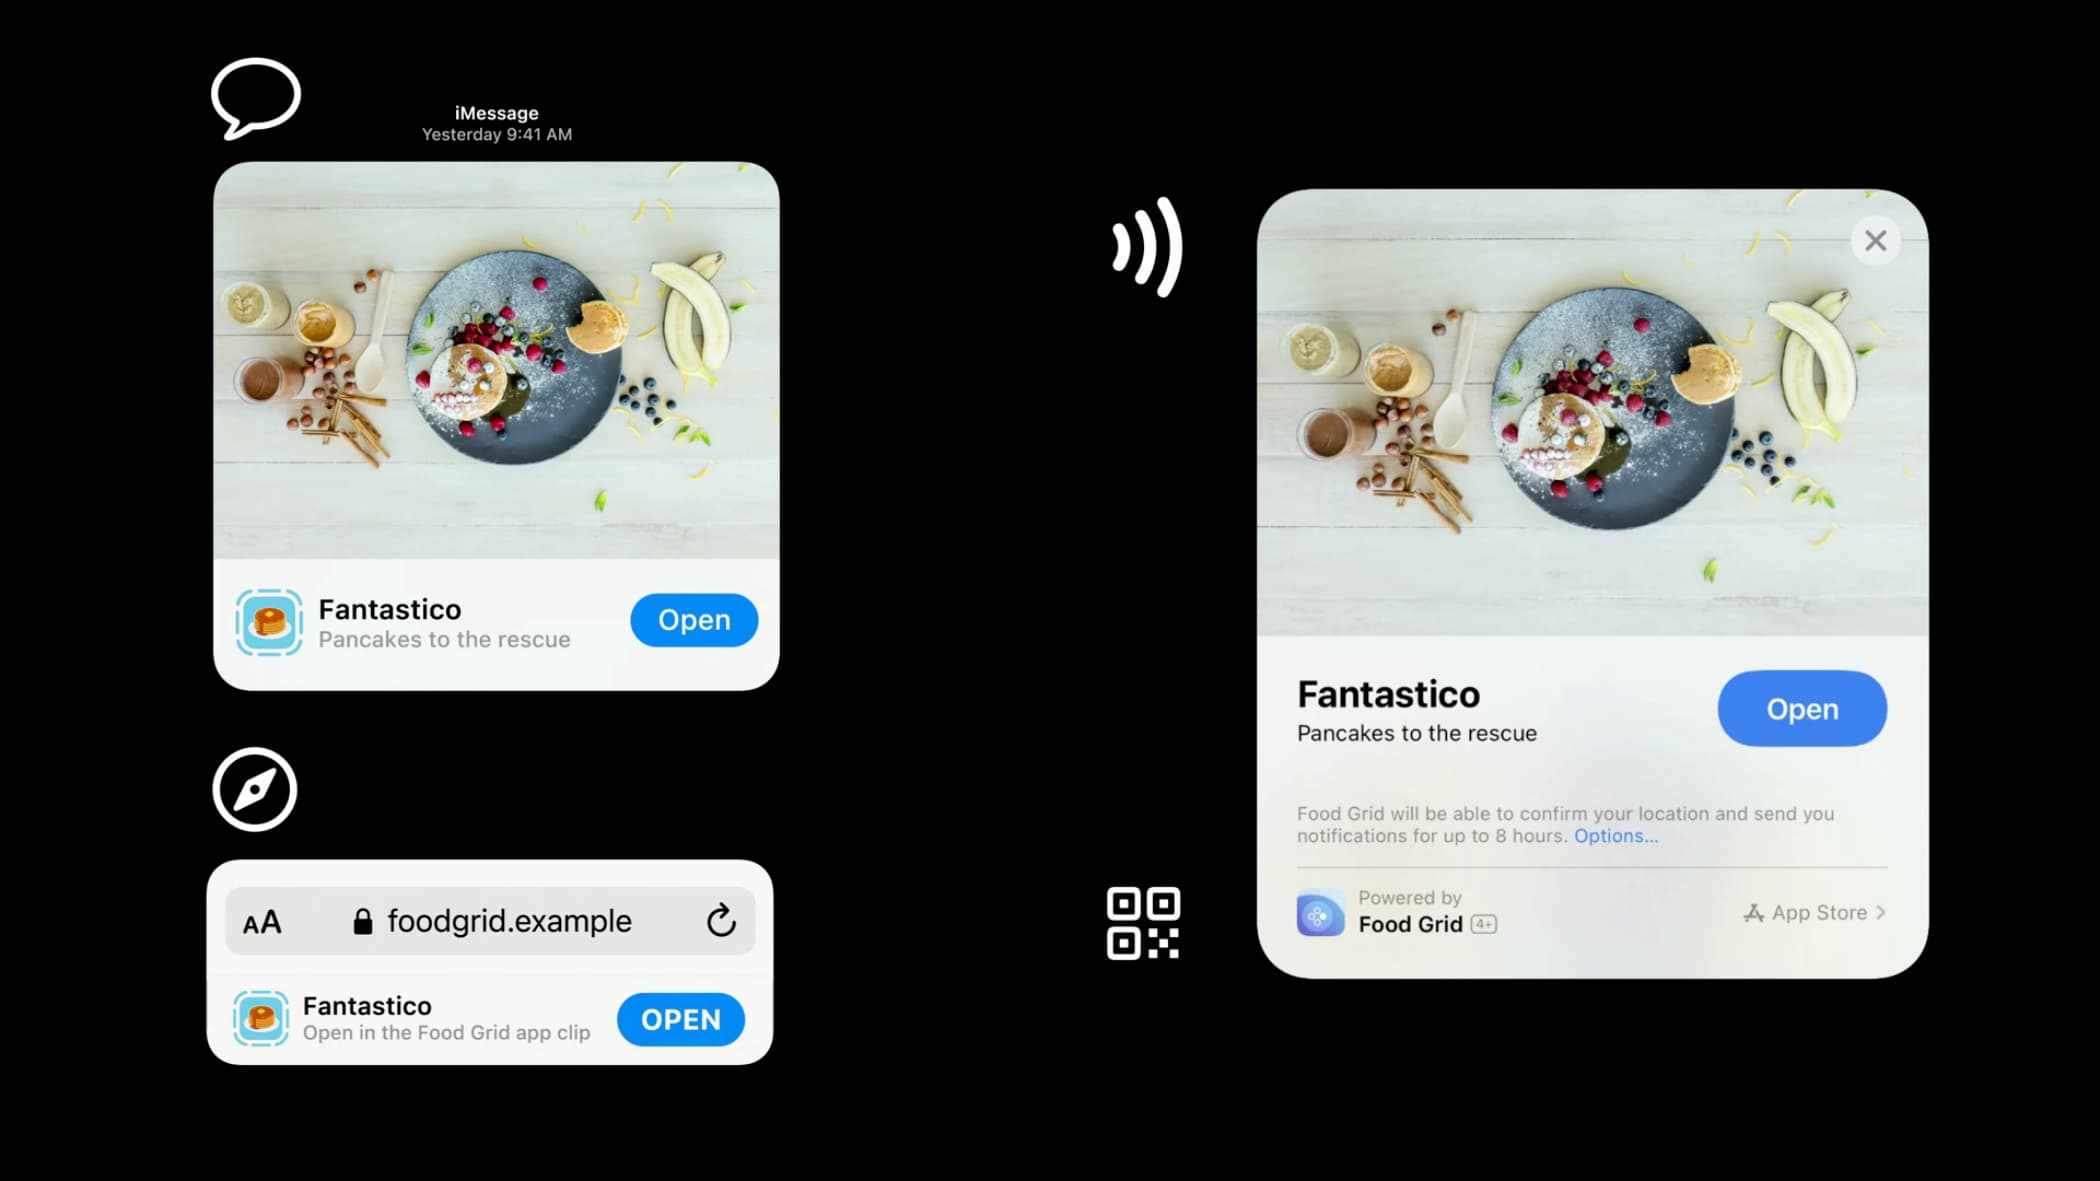 iMessage
Yesterday 9:41 AM
Fantastico
Pancakes to the rescue
Open
AA
foodgrid.example
Fantastico
Open in the Food Grid app clip
OPEN
Fantastico
Pancakes to the rescue
Open
Food Grid will be able to confirm your location and send you
notifications for up to 8 hours. Options...
Powered by
Food Grid 4+
App Store